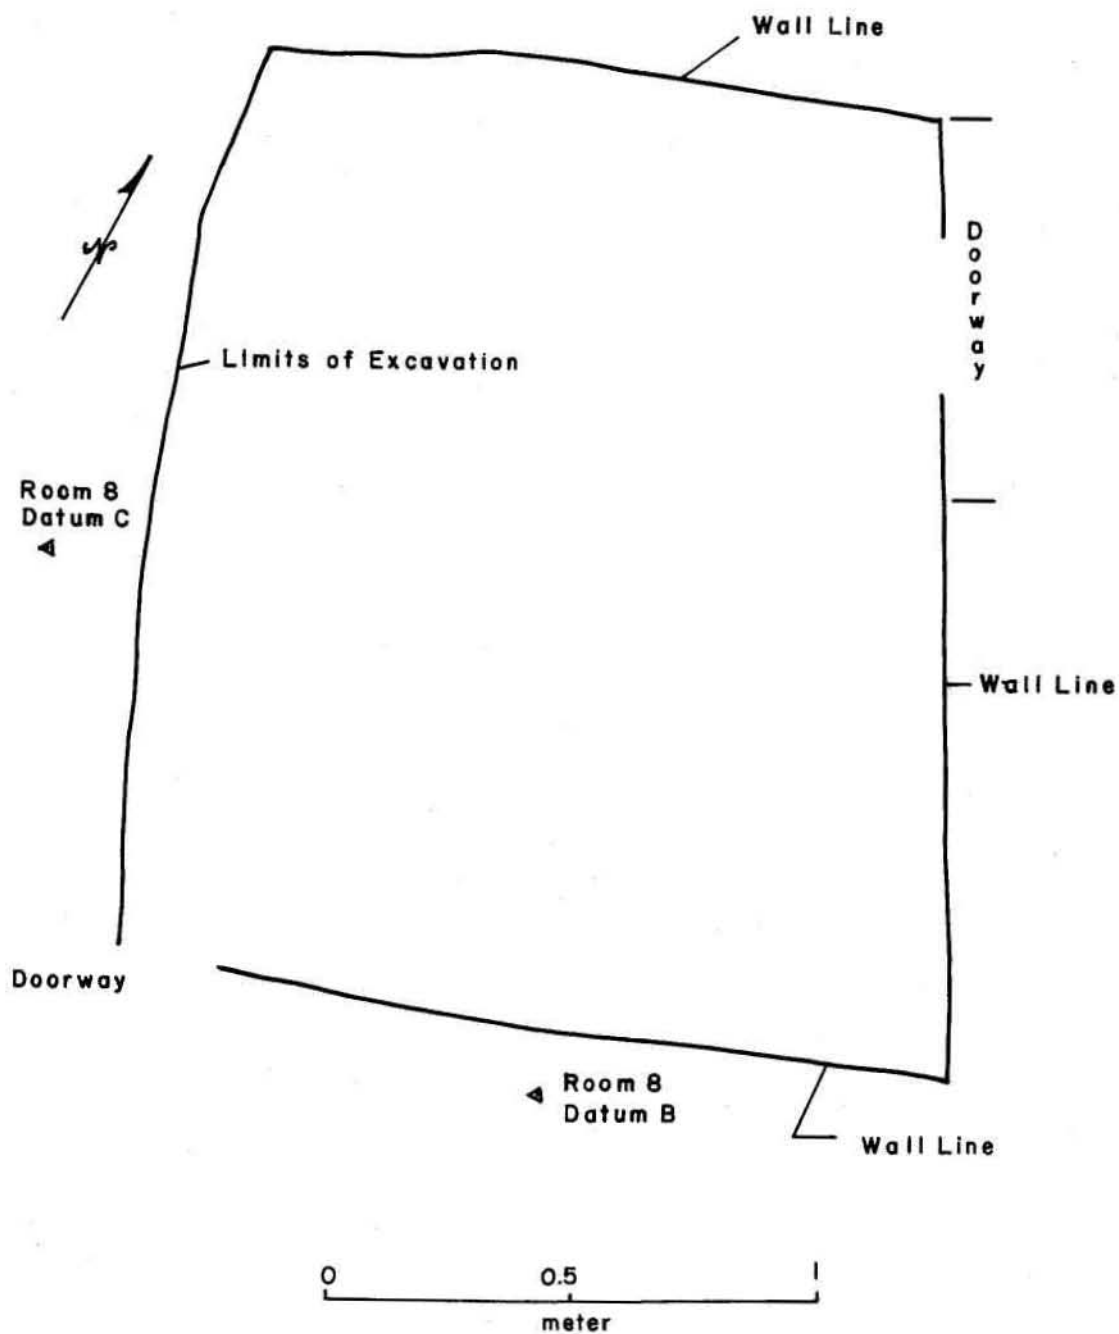 Wall Line
N
Doorway
Limits of Excavation
Room 8
Datum C
Wall Line
Doorway
Room 8
Datum B
Wall Line
0 0.5 1
meter